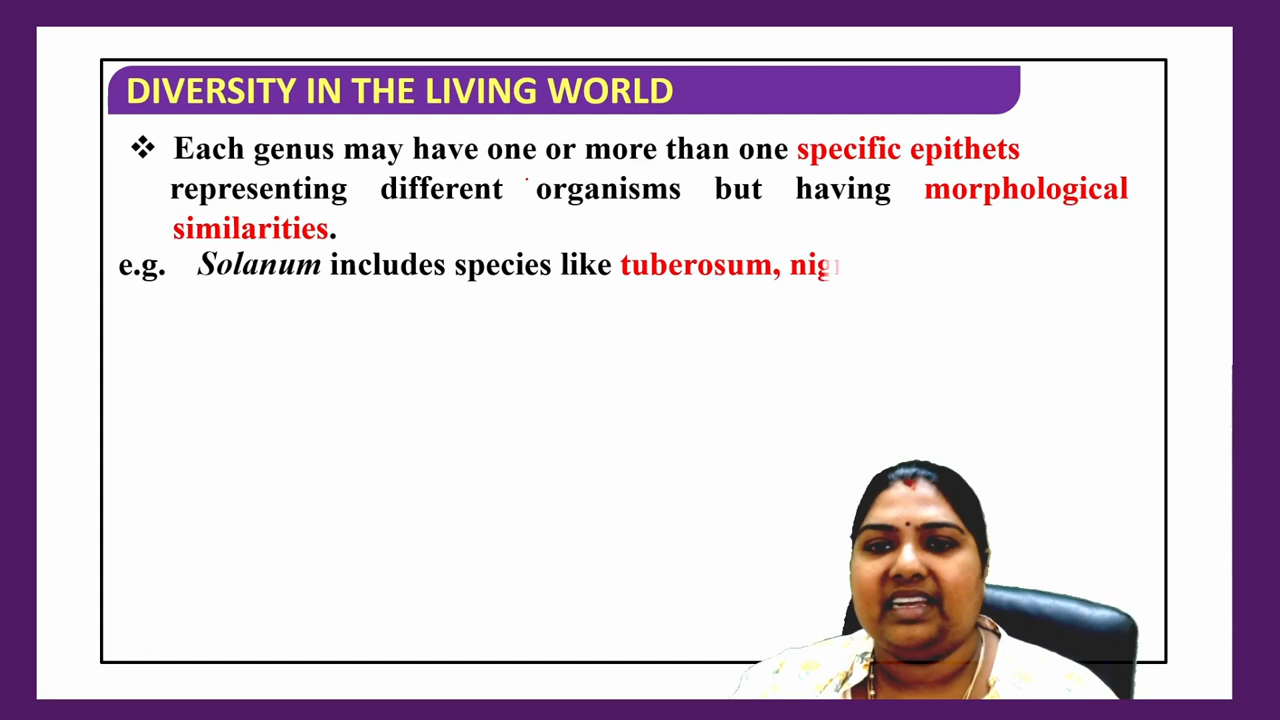 DIVERSITY IN THE LIVING WORLD
❖ Each genus may have one or more than one specific epithets
representing different organisms but having morphological
similarities.
e.g. Solanum includes species like tuberosum,